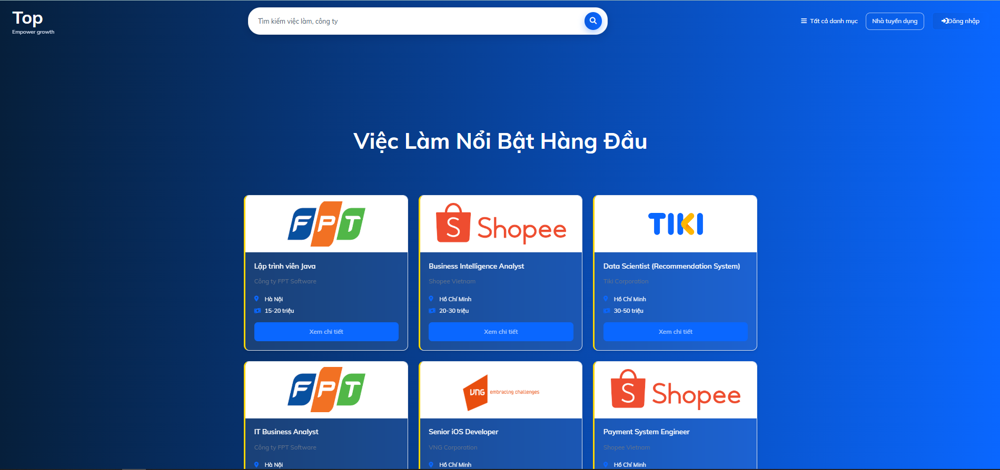 Top
Empower growth
Tìm kiếm việc làm, công ty
Tất cả danh mục
Nhà tuyển dụng
Đăng nhập
Việc Làm Nổi Bật Hàng Đầu
FPT
Lập trình viên Java
Công ty FPT Software
Hà Nội
15-20 triệu
Xem chi tiết
S Shopee
Business Intelligence Analyst
Shopee Vietnam
Hồ Chí Minh
20-30 triệu
Xem chi tiết
TIKI
Data Scientist (Recommendation System)
Tiki Corporation
Hồ Chí Minh
30-50 triệu
Xem chi tiết
FPT
IT Business Analyst
Công ty FPT Software
Hà Nội
VNG embracing challenges
Senior iOS Developer
VNG Corporation
Hồ Chí Minh
S Shopee
Payment System Engineer
Shopee Vietnam
Hồ Chí Minh